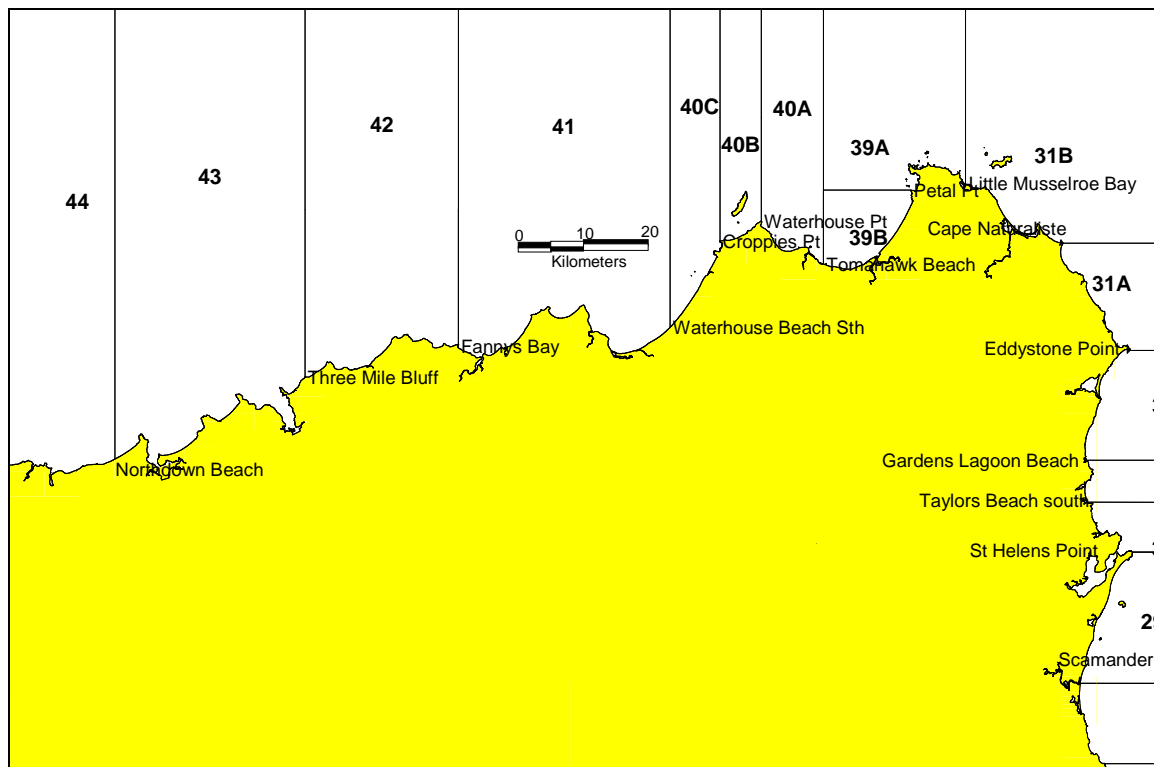 40C
40A
42
41
40B
39A
31B
43
Little Musselroe Bay
Petal Pt
44
Waterhouse Pt
Cape Naturaliste
0 10 20
39B
Croppies Pt
Kilometers
Tomahawk Beach
31A
Waterhouse Beach Sth
Fannys Bay
Eddystone Point
Three Mile Bluff
Gardens Lagoon Beach
Northdown Beach
Taylors Beach south
St Helens Point
29
Scamander